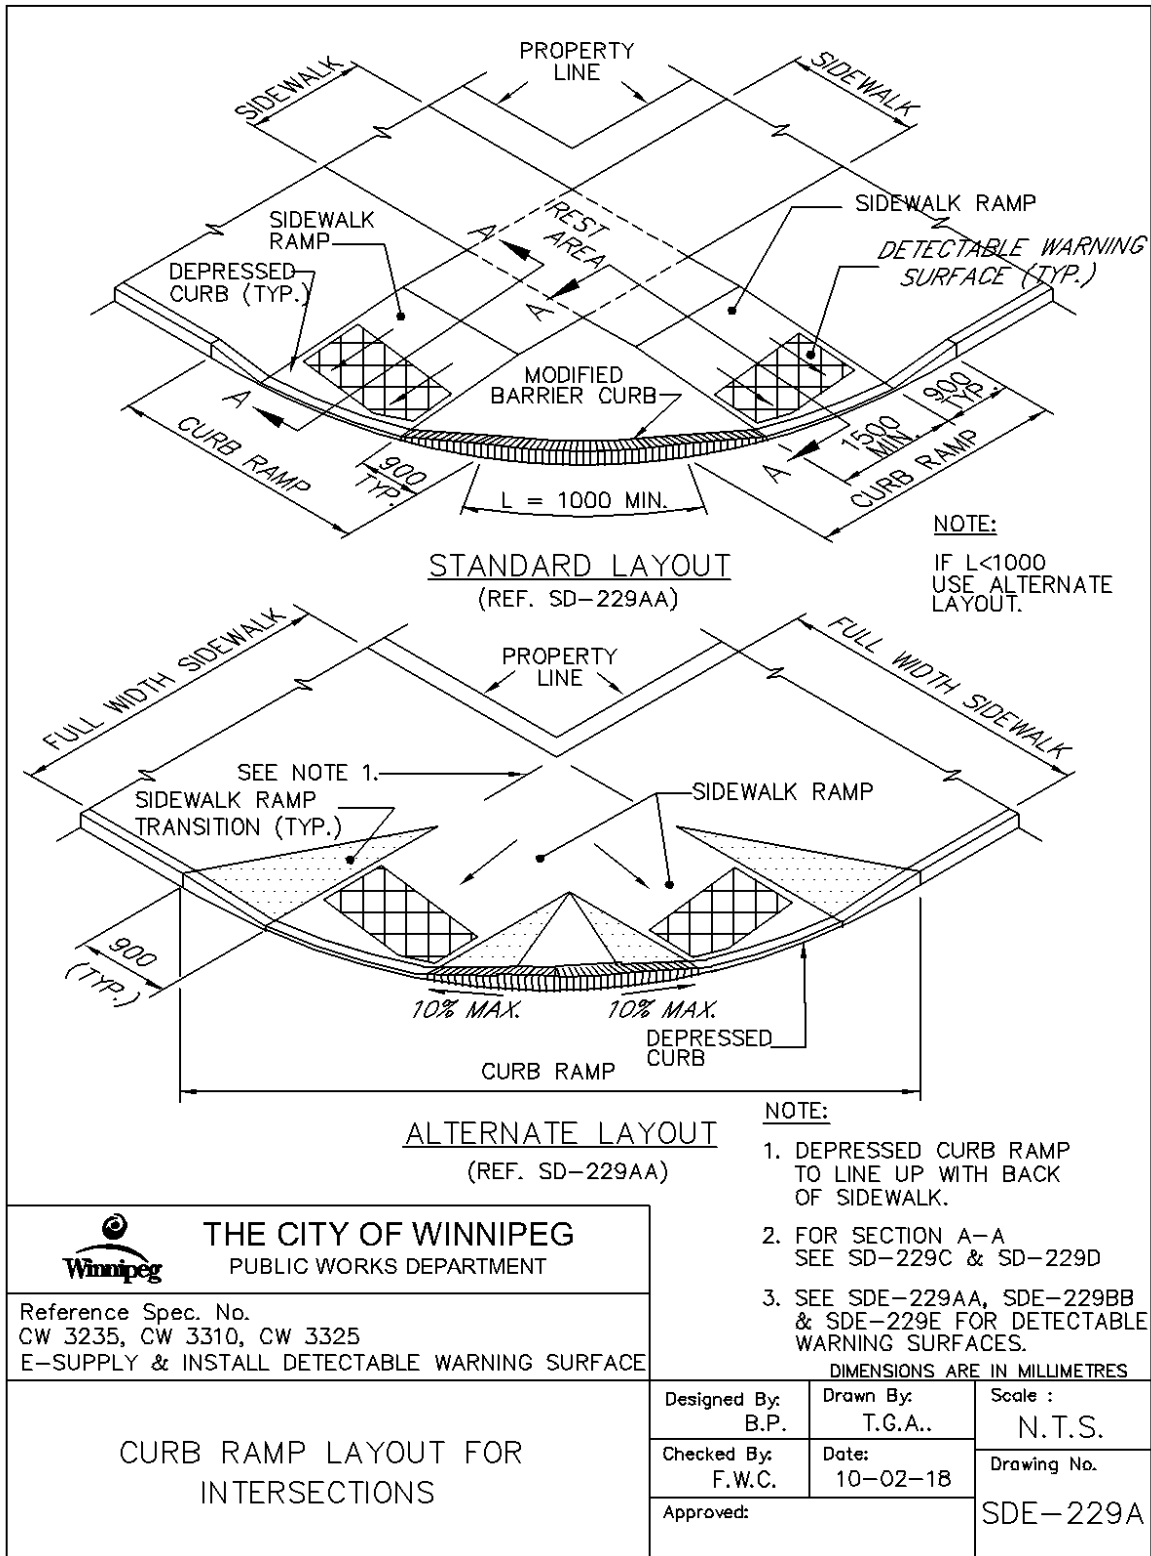 PROPERTY
LINE
SIDEWALK
SIDEWALK
SIDEWALK
RAMP
REST
AREA
SIDEWALK RAMP
DEPRESSED
CURB (TYP.)
DETECTABLE WARNING
SURFACE (TYP.)
A
A
MODIFIED
BARRIER CURB
A
A
CURB RAMP
900
TYP.
L = 1000 MIN.
1500
MIN.
900
TYP.
CURB RAMP
STANDARD LAYOUT
(REF. SD-229AA)
NOTE:
IF L<1000
USE ALTERNATE
LAYOUT.
FULL WIDTH SIDEWALK
PROPERTY
LINE
FULL WIDTH SIDEWALK
SEE NOTE 1.
SIDEWALK RAMP
TRANSITION (TYP.)
SIDEWALK RAMP
900
(TYP.)
10% MAX.
10% MAX.
DEPRESSED
CURB
CURB RAMP
ALTERNATE LAYOUT
(REF. SD-229AA)
NOTE:
1. DEPRESSED CURB RAMP
TO LINE UP WITH BACK
OF SIDEWALK.
2. FOR SECTION A-A
SEE SD-229C & SD-229D
3. SEE SDE-229AA, SDE-229BB
& SDE-229E FOR DETECTABLE
WARNING SURFACES.
DIMENSIONS ARE IN MILLIMETRES
Winnipeg
THE CITY OF WINNIPEG
PUBLIC WORKS DEPARTMENT
Reference Spec. No.
CW 3235, CW 3310, CW 3325
E-SUPPLY & INSTALL DETECTABLE WARNING SURFACE
CURB RAMP LAYOUT FOR
INTERSECTIONS
Designed By:
B.P.
Drawn By:
T.G.A..
Scale :
N.T.S.
Checked By:
F.W.C.
Date:
10-02-18
Drawing No.
SDE-229A
Approved: